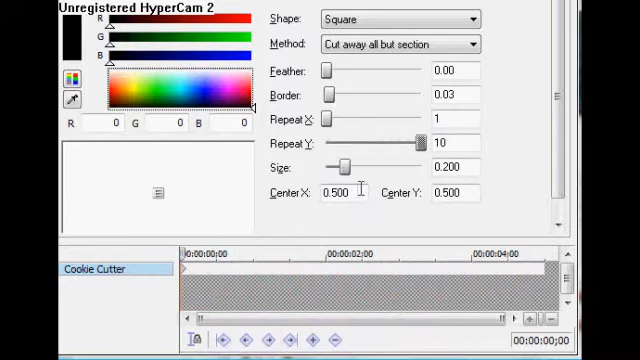 Unregistered HyperCam 2
R
G
B
R 0 G 0 B 0
Shape: Square
Method: Cut away all but section
Feather: 0.00
Border: 0.03
Repeat X: 1
Repeat Y: 10
Size: 0.200
Center X: 0.500 Center Y: 0.500
00:00:00;00 00:00:02;00 00:00:04;00
Cookie Cutter
00:00:00;00